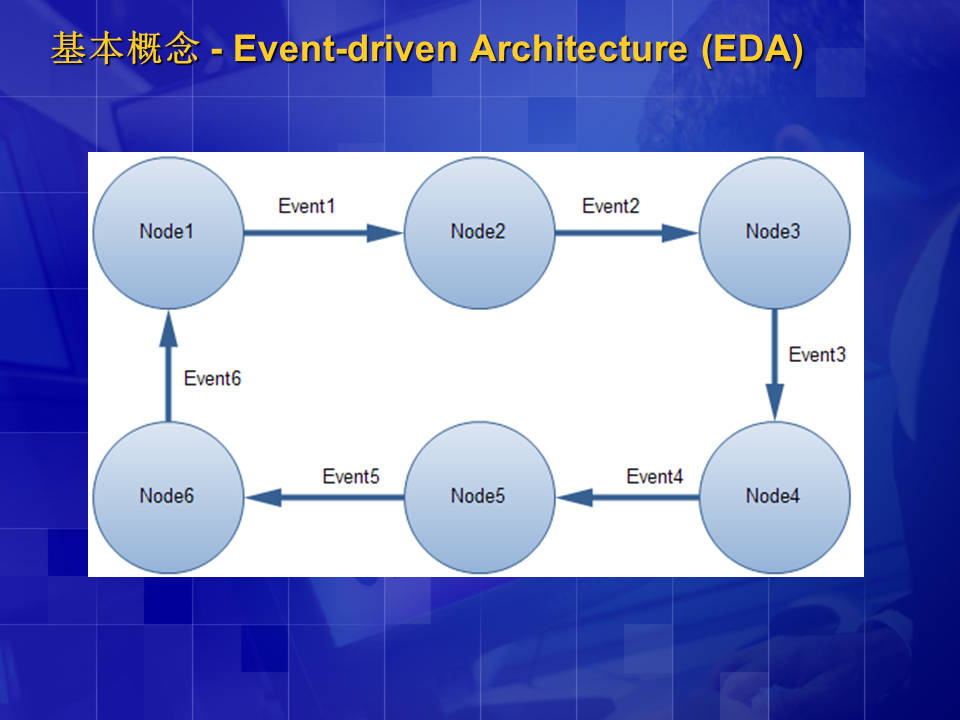 基本概念 - Event-driven Architecture (EDA)
Event1
Event2
Node1
Node2
Node3
Event3
Event6
Event5
Event4
Node6
Node5
Node4